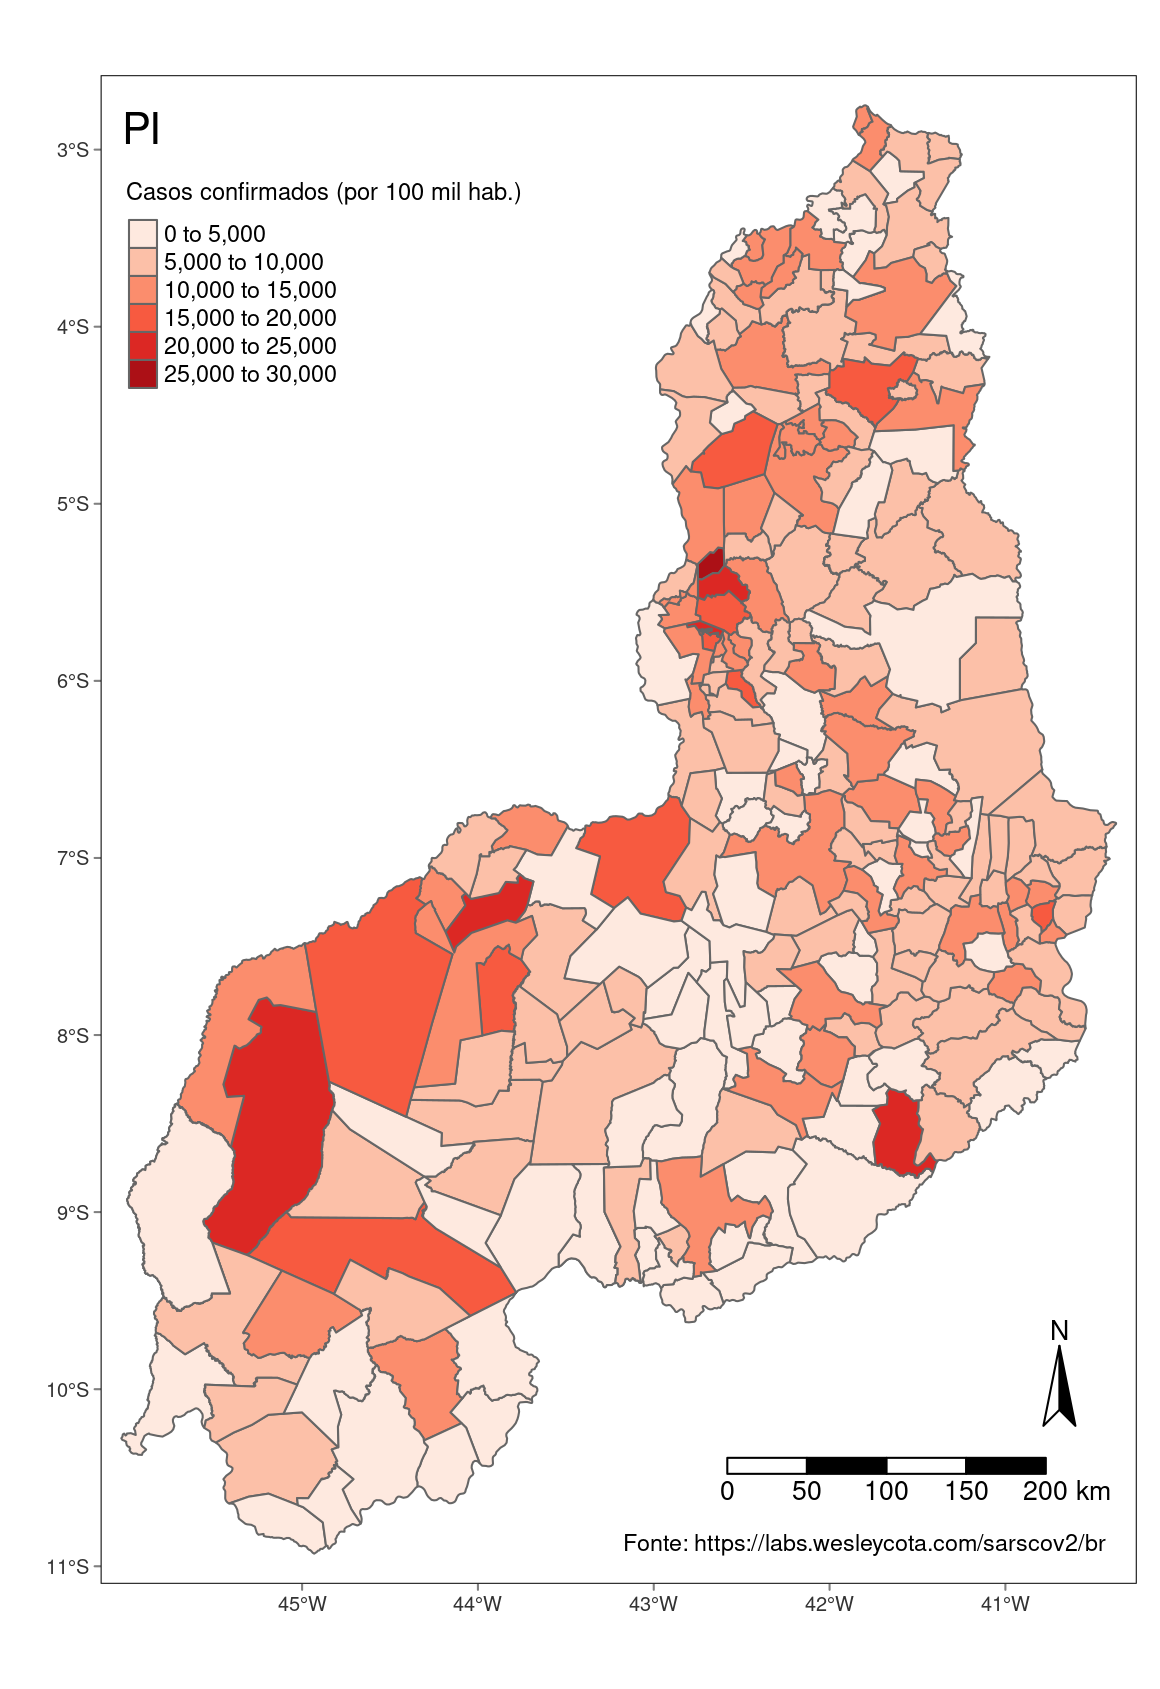 PI
Casos confirmados (por 100 mil hab.)
0 to 5,000
5,000 to 10,000
10,000 to 15,000
15,000 to 20,000
20,000 to 25,000
25,000 to 30,000
3°S
4°S
5°S
6°S
7°S
8°S
9°S
10°S
11°S
N
0 50 100 150 200 km
Fonte: https://labs.wesleycota.com/sarscov2/br
45°W 44°W 43°W 42°W 41°W